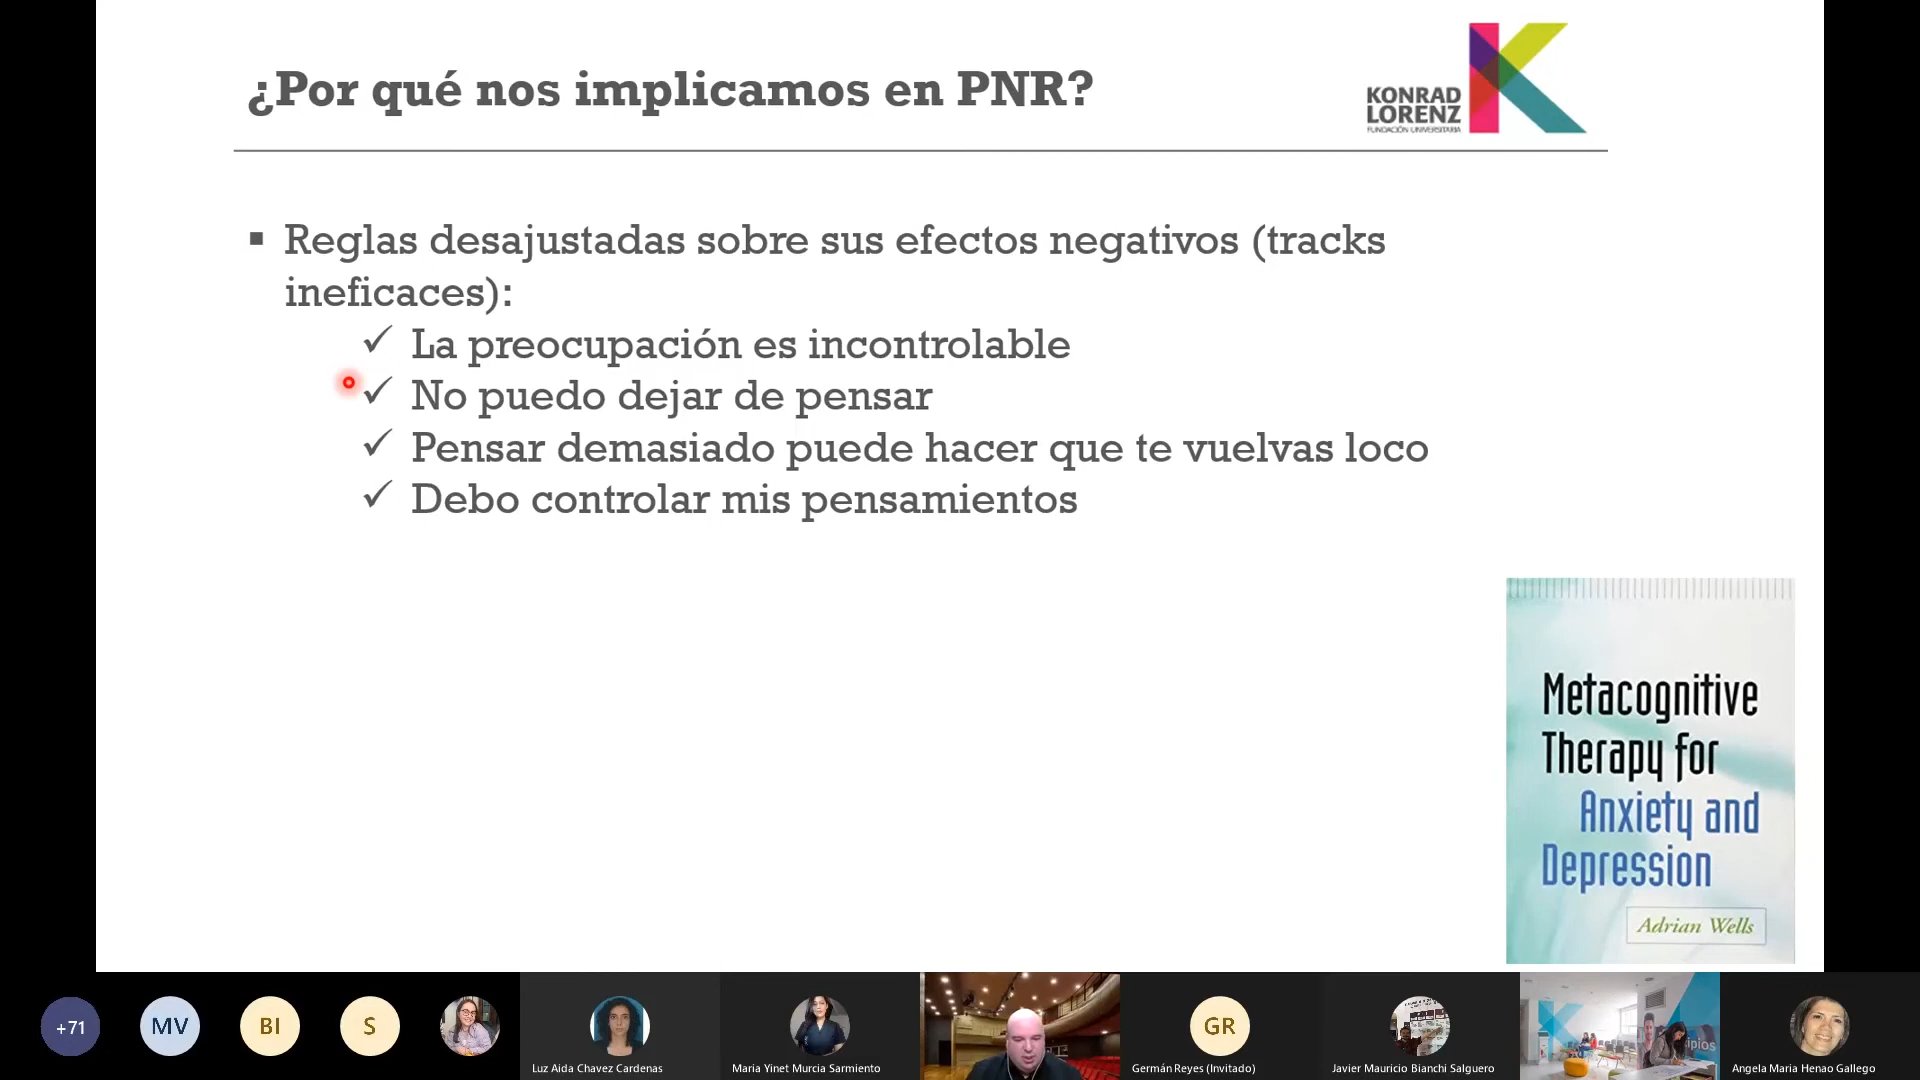 ¿Por qué nos implicamos en PNR?
KONRAD
LORENZ
FUNDACIÓN UNIVERSITARIA
▪ Reglas desajustadas sobre sus efectos negativos (tracks
ineficaces):
✓ La preocupación es incontrolable
✓ No puedo dejar de pensar
✓ Pensar demasiado puede hacer que te vuelvas loco
✓ Debo controlar mis pensamientos
Metacognitive
Therapy for
Anxiety and
Depression
Adrian Wells
+71
MV
BI
S
GR
Luz Aida Chavez Cardenas
Maria Yinet Murcia Sarmiento
Germán Reyes (Invitado)
Javier Mauricio Bianchi Salguero
Angela Maria Henao Gallego